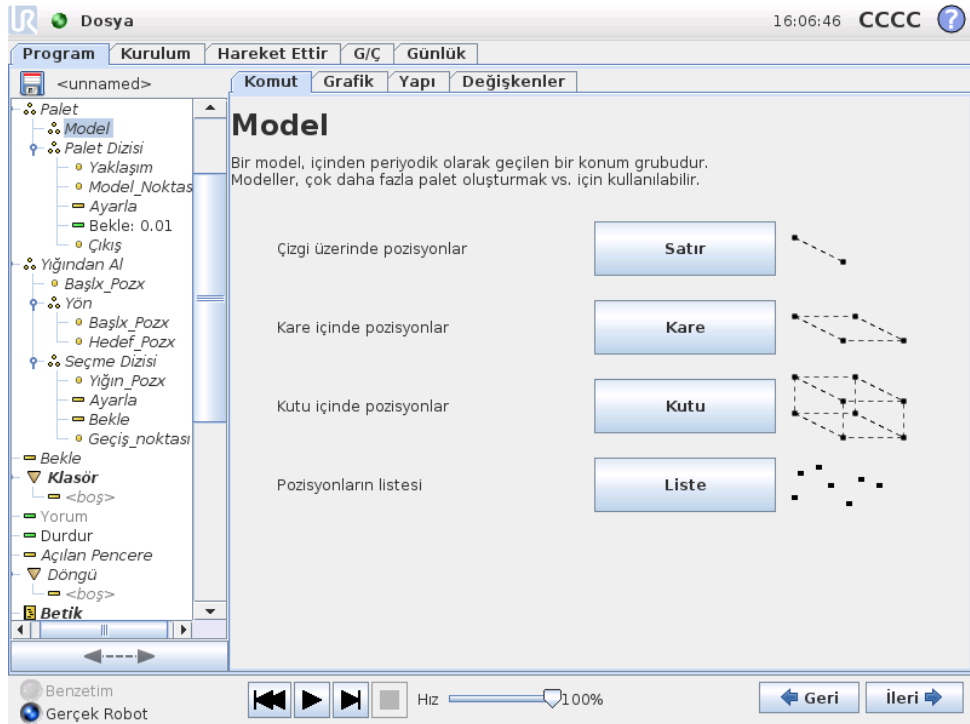 UR Dosya 16:06:46 CCCC ?
Program Kurulum Hareket Ettir G/Ç Günlük
<unnamed>
Komut Grafik Yapı Değişkenler
Palet
Model
Palet Dizisi
Yaklaşım
Model_Noktas
Ayarla
Bekle: 0.01
Çıkış
Yığından Al
Başlx_Pozx
Yön
Başlx_Pozx
Hedef_Pozx
Seçme Dizisi
Yığın_Pozx
Ayarla
Bekle
Geçiş_noktası
Bekle
Klasör
<boş>
Yorum
Durdur
Açılan Pencere
Döngü
<boş>
Betik
Model
Bir model, içinden periyodik olarak geçilen bir konum grubudur.
Modeller, çok daha fazla palet oluşturmak vs. için kullanılabilir.
Çizgi üzerinde pozisyonlar Satır
Kare içinde pozisyonlar Kare
Kutu içinde pozisyonlar Kutu
Pozisyonların listesi Liste
Benzetim
Gerçek Robot
Hız 100%
Geri İleri